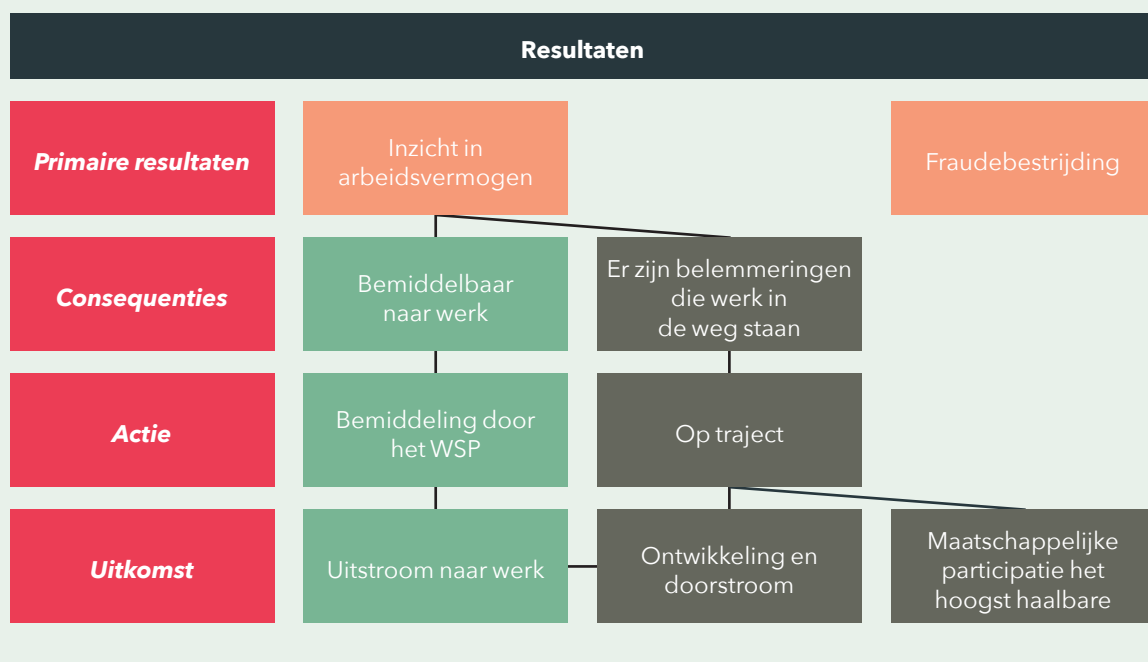 Resultaten
Primaire resultaten
Inzicht in
arbeidsvermogen
Fraudebestrijding
Consequenties
Bemiddelbaar
naar werk
Er zijn belemmeringen
die werk in
de weg staan
Actie
Bemiddeling door
het WSP
Op traject
Uitkomst
Uitstroom naar werk
Ontwikkeling en
doorstroom
Maatschappelijke
participatie het
hoogst haalbare